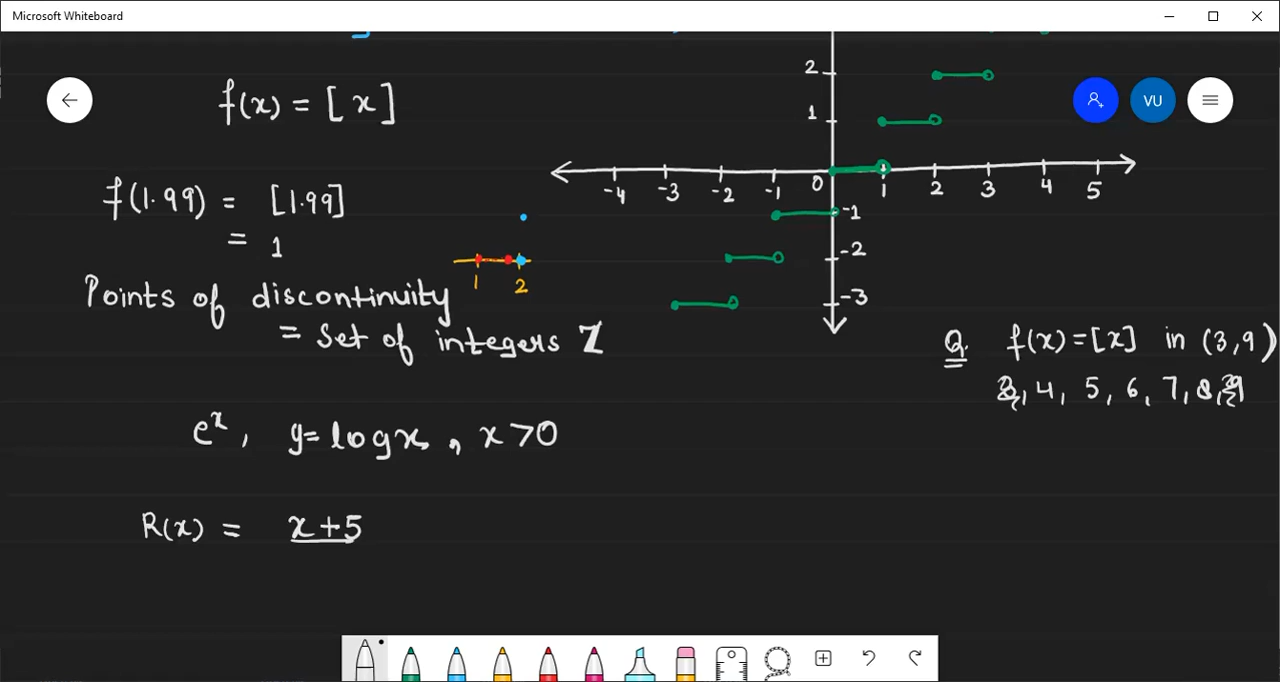 Microsoft Whiteboard
f(x) = [x]
f(1.99) = [1.99]
= 1
1 2
Points of discontinuity
= Set of integers Z
e^x, y = log x, x > 0
R(x) = x+5
2
1
-4 -3 -2 -1 0 1 2 3 4 5
-1
-2
-3
VU
Q. f(x) = [x] in (3,9)
4, 5, 6, 7, 8,